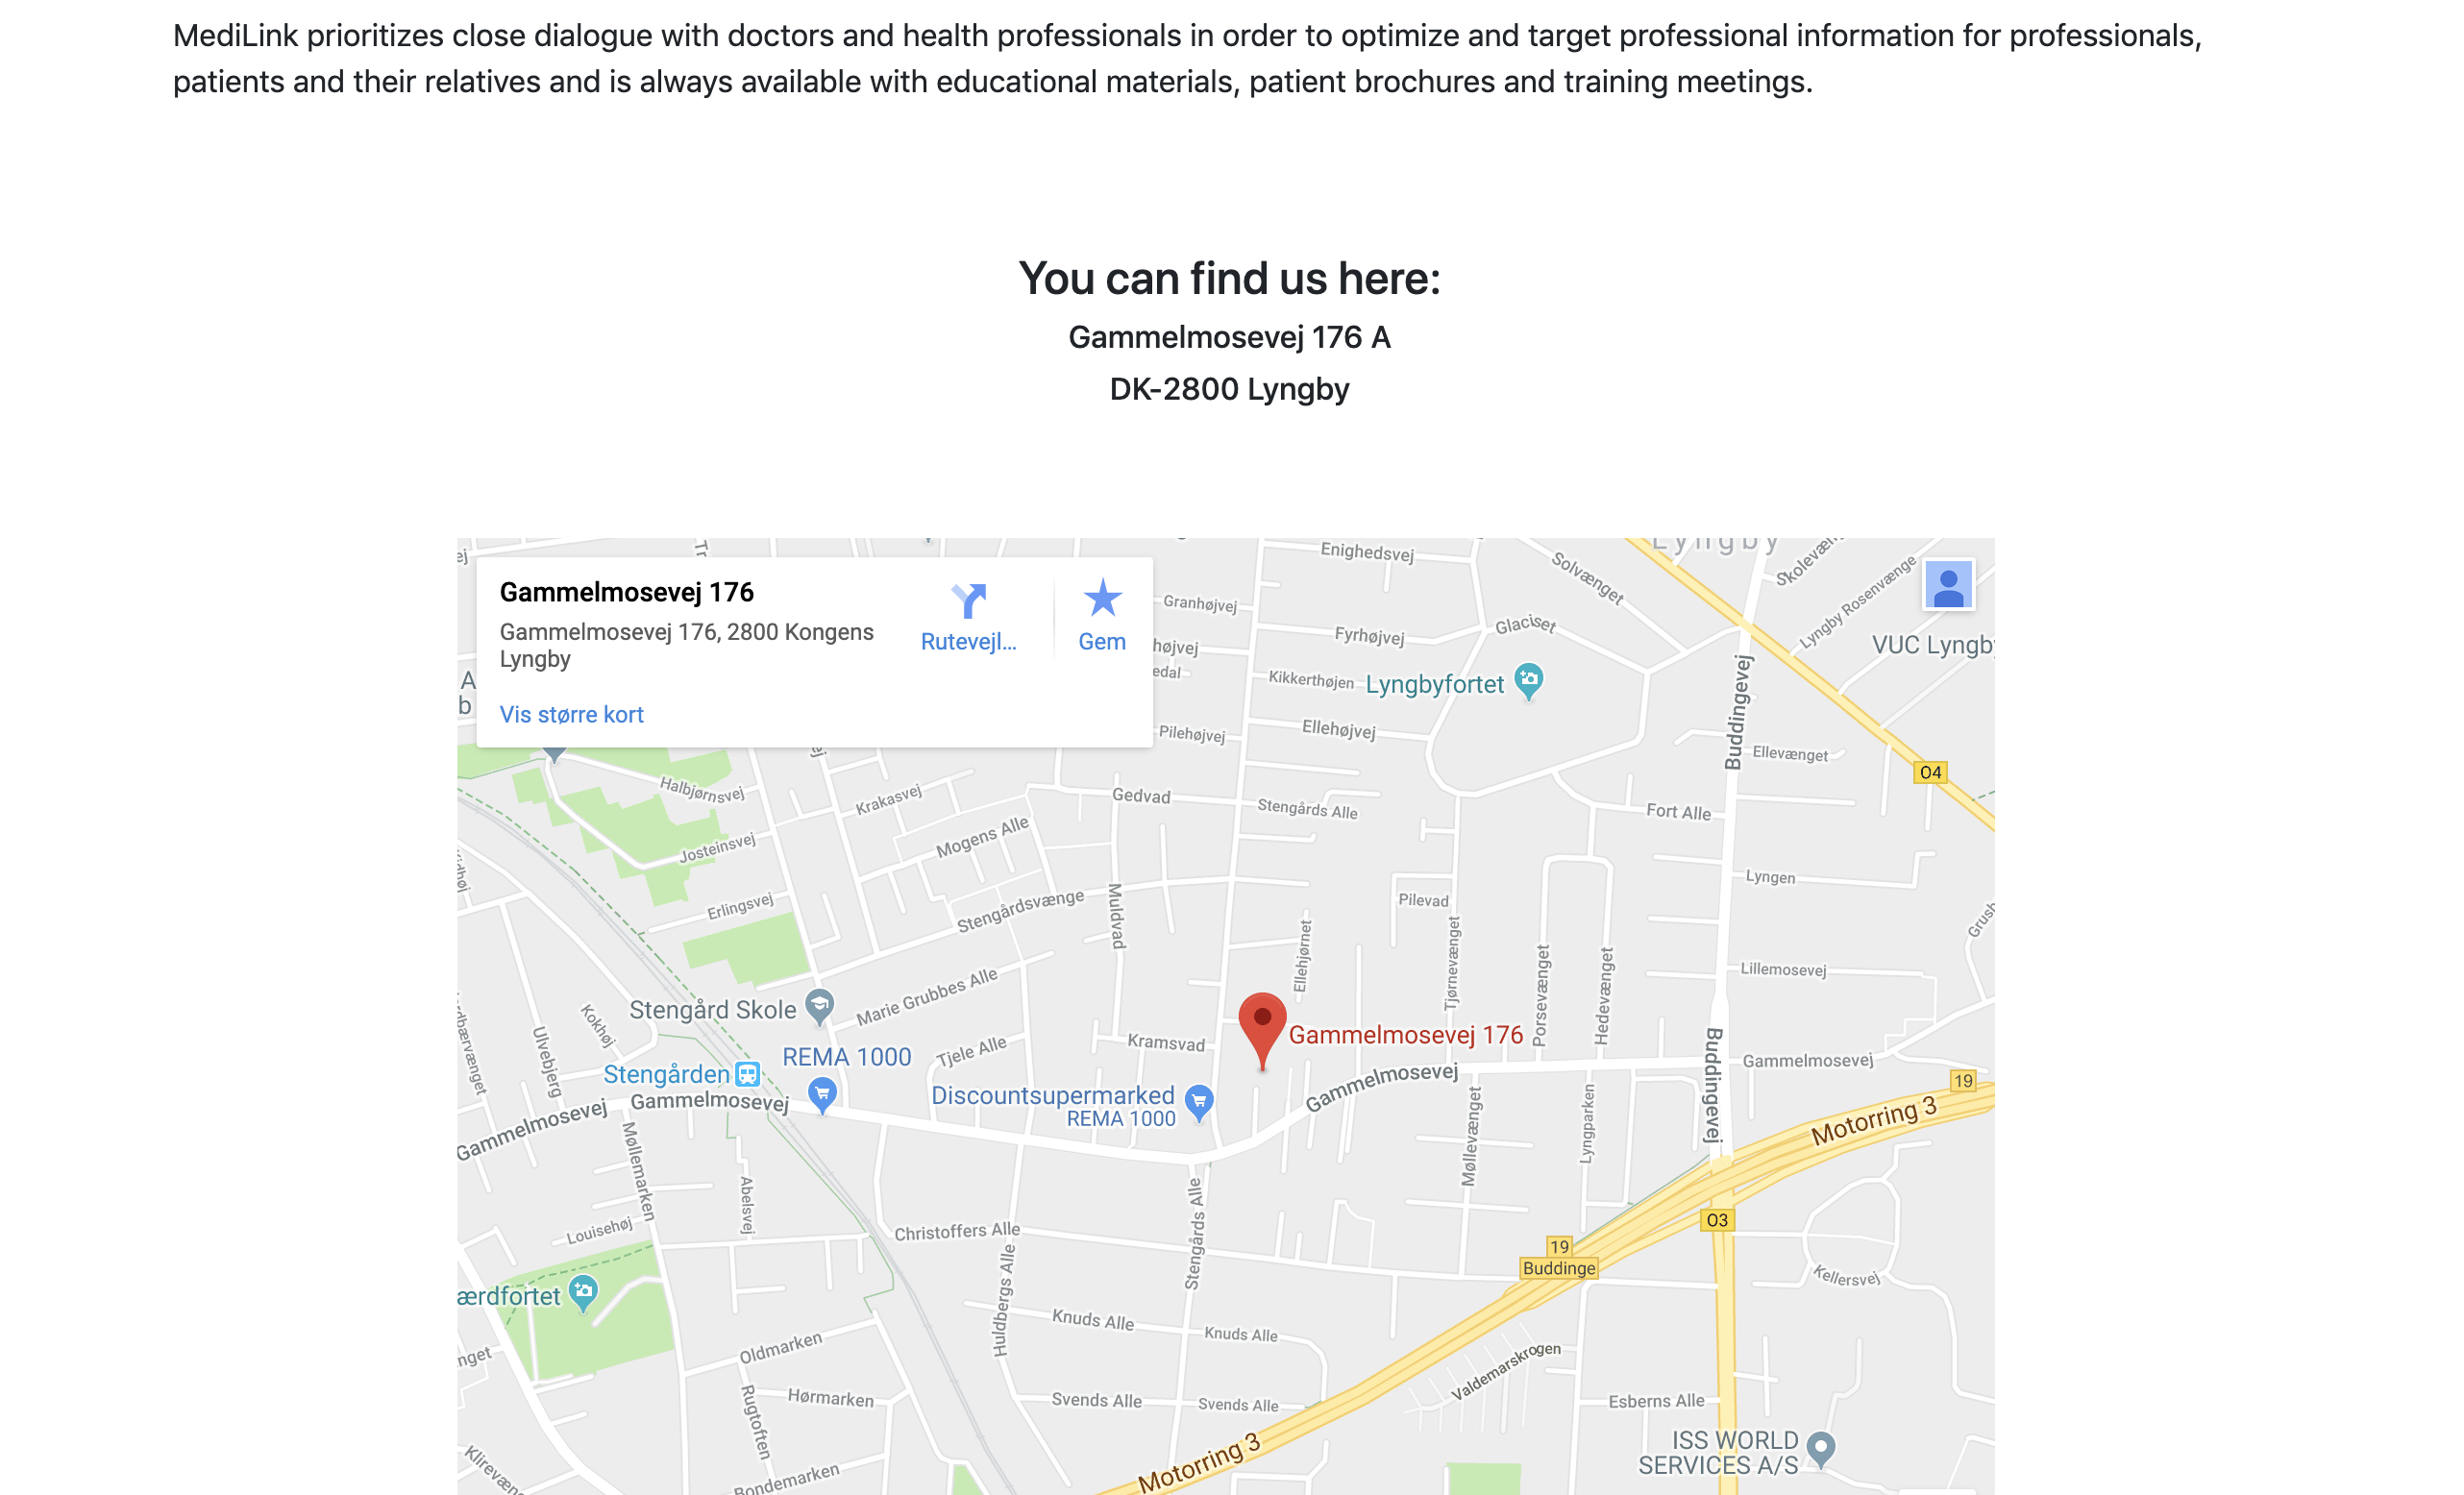 MediLink prioritizes close dialogue with doctors and health professionals in order to optimize and target professional information for professionals,
patients and their relatives and is always available with educational materials, patient brochures and training meetings.
You can find us here:
Gammelmosevej 176 A
DK-2800 Lyngby
Gammelmosevej 176
Gammelmosevej 176, 2800 Kongens
Lyngby
Rutevejl...
Gem
Vis større kort
Enighedsvej
Solvænget
Lyngby
Lyngby Rosenvænge
Granhøjvej
Fyrhøjvej
Glaciset
VUC Lyngby
Kikkerthøjen
Lyngbyfortet
Buddingevej
Pilehøjvej
Ellehøjvej
Ellevænget
04
Halbjørnsvej
Krakasvej
Gedvad
Stengårds Alle
Fort Alle
Mogens Alle
Josteinsvej
Lyngen
Erlingsvej
Stengårdsvænge
Muldvad
Pilevad
Ellehjørnet
Tjørnevænget
Porsevænget
Hedevænget
Lillemosevej
Stengård Skole
Marie Grubbes Alle
Kokhøj
Ulvebjerg
Kramsvad
Gammelmosevej 176
REMA 1000
Tjele Alle
Stengården
Gammelmosevej
Gammelmosevej
Discountsupermarked
REMA 1000
Gammelmosevej
Gammelmosevej
Buddingevej
19
Motorring 3
Møllemarken
Abelsvej
Møllevænget
Lyngparken
Louisehøj
Christoffers Alle
Huldbergs Alle
Stengårds Alle
O3
19
Buddinge
Kellersvej
ærdfortet
Knuds Alle
Knuds Alle
Oldmarken
Valdemarskrogen
Hørmarken
Rugtoften
Svends Alle
Svends Alle
Esberns Alle
ISS WORLD
SERVICES A/S
Motorring 3
Bondemarken